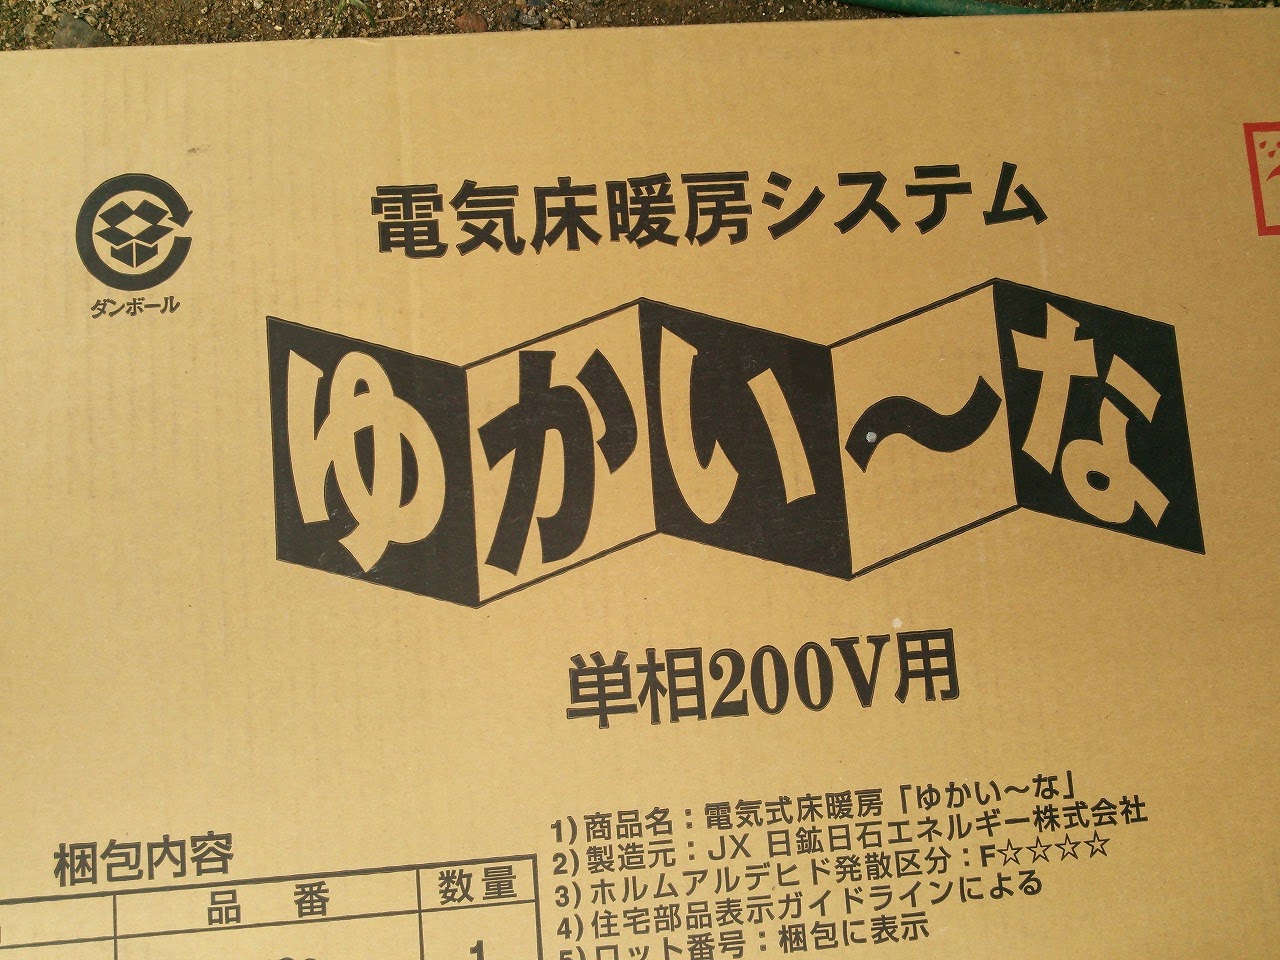 電気床暖房システム
ダンボール
ゆかい〜な
単相200V用
1)商品名：電気式床暖房「ゆかい〜な」
2)製造元：JX 日鉱日石エネルギー株式会社
3)ホルムアルデヒド発散区分：F☆☆☆☆
4)住宅部品表示ガイドラインによる
5)ロット番号：梱包に表示
梱包内容
品番 数量
1